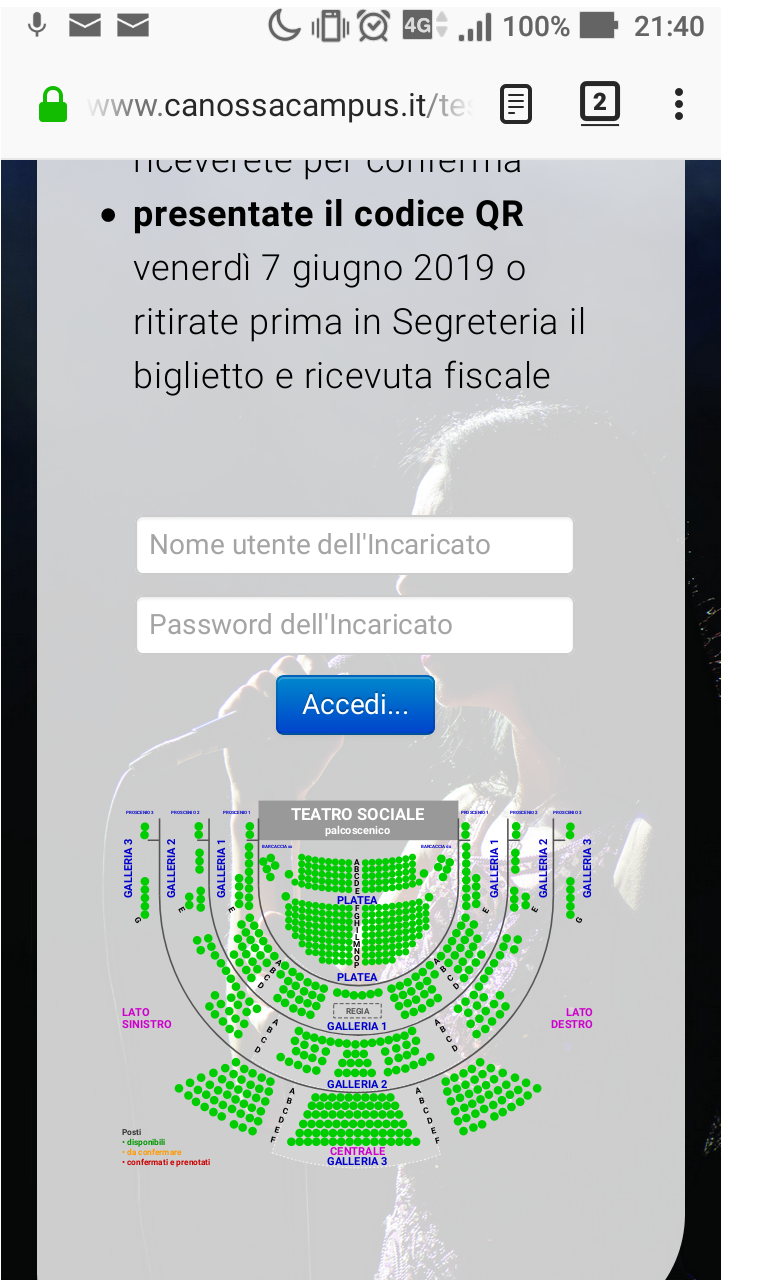 4G 100% 21:40
www.canossacampus.it/tes
2
riceverete per conferma
• presentate il codice QR
venerdì 7 giugno 2019 o
ritirate prima in Segreteria il
biglietto e ricevuta fiscale
Nome utente dell'Incaricato
Password dell'Incaricato
Accedi...
TEATRO SOCIALE
palcoscenico
PROSCENIO 3 PROSCENIO 2 PROSCENIO 1 PROSCENIO 1 PROSCENIO 2 PROSCENIO 3
GALLERIA 3 GALLERIA 2 GALLERIA 1 GALLERIA 1 GALLERIA 2 GALLERIA 3
BARCACCIA BARCACCIA
A
B
C
D
E
PLATEA
F
G
H
I
L
M
N
O
P
G E E E E G
PLATEA
A B C D A B C D
REGIA
LATO
SINISTRO
LATO
DESTRO
GALLERIA 1
A B C D A B C D
GALLERIA 2
A B C D E F A B C D E F
CENTRALE
GALLERIA 3
Posti
• disponibili
• da confermare
• confermati e prenotati